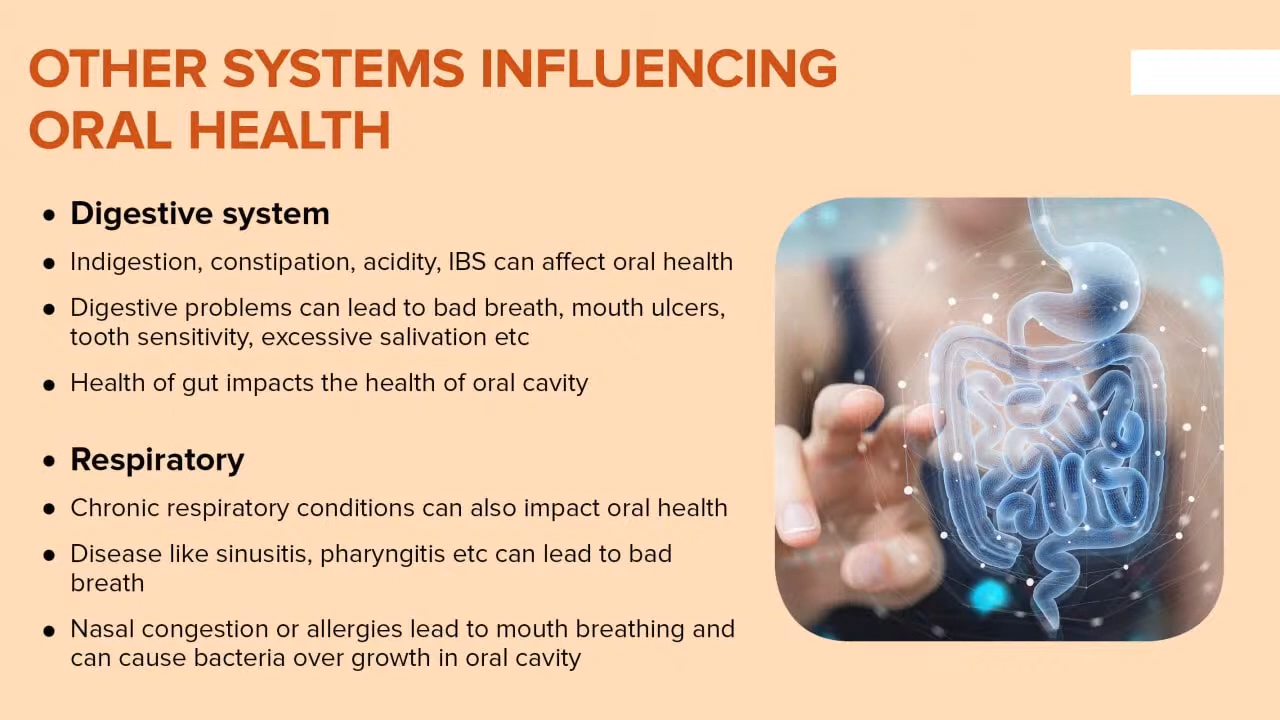 OTHER SYSTEMS INFLUENCING
ORAL HEALTH
• Digestive system
• Indigestion, constipation, acidity, IBS can affect oral health
• Digestive problems can lead to bad breath, mouth ulcers,
tooth sensitivity, excessive salivation etc
• Health of gut impacts the health of oral cavity
• Respiratory
• Chronic respiratory conditions can also impact oral health
• Disease like sinusitis, pharyngitis etc can lead to bad
breath
• Nasal congestion or allergies lead to mouth breathing and
can cause bacteria over growth in oral cavity